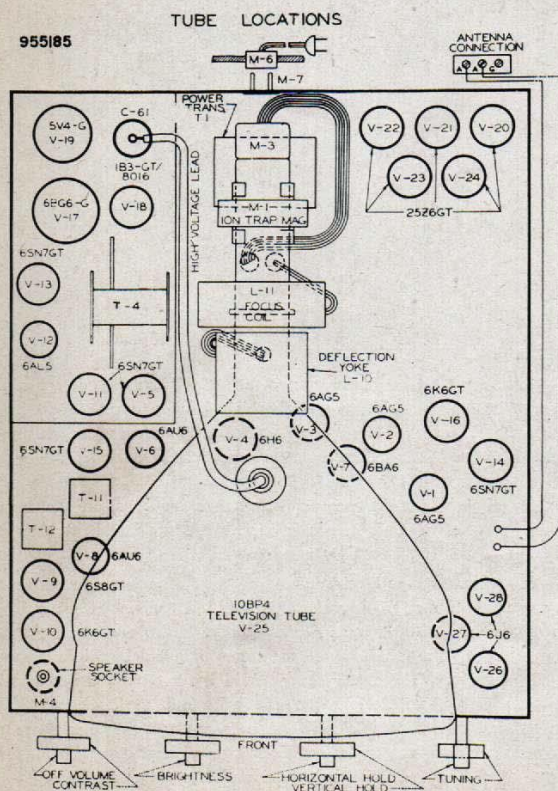 TUBE LOCATIONS
955185
ANTENNA
CONNECTION
A A G
M-6
M-7
POWER
TRANS.
T1
C-61
5V4-G
V-19
1B3-GT/
8016
M-3
V-22
V-21
V-20
V-23
V-24
25Z6GT
6BG6-G
V-17
V-18
HIGH VOLTAGE LEAD
M-1
ION TRAP MAG
6SN7GT
V-13
T-4
L-11
FOCUS
COIL
V-12
6AL5
DEFLECTION
YOKE
L-10
6SN7GT
V-11
V-5
6K6GT
V-16
6AG5
V-3
6AG5
V-2
6AU6
6SN7GT
V-15
V-6
V-4
6H6
V-7
6BA6
V-14
6SN7GT
V-1
6AG5
T-11
T-12
V-8
6AU6
6S8GT
V-9
V-10
6K6GT
10BP4
TELEVISION TUBE
V-25
V-28
V-27
6J6
V-26
SPEAKER
SOCKET
M-4
FRONT
OFF VOLUME
CONTRAST
BRIGHTNESS
HORIZONTAL HOLD
VERTICAL HOLD
TUNING